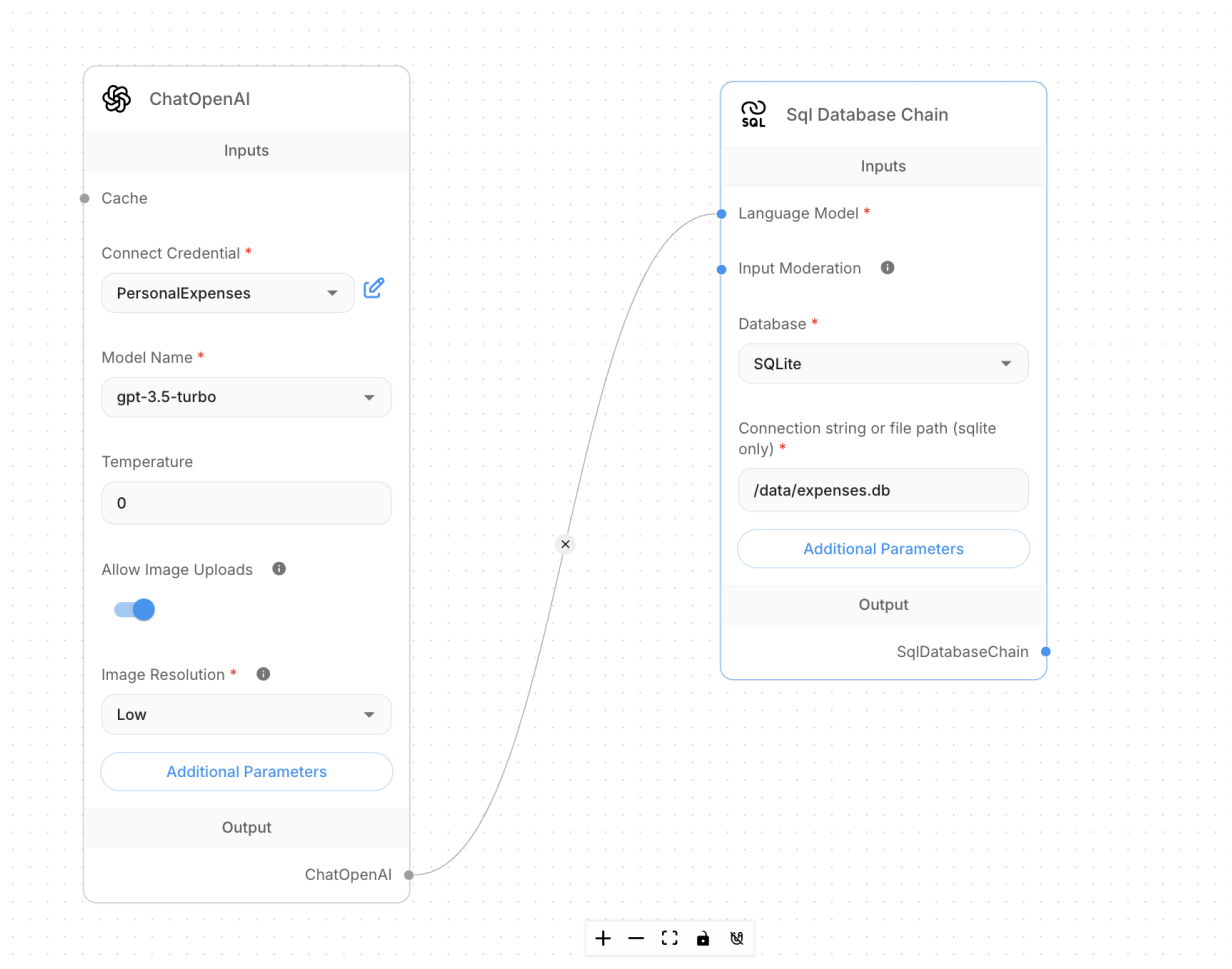 ChatOpenAI
Inputs
Cache
Connect Credential *
PersonalExpenses
Model Name *
gpt-3.5-turbo
Temperature
0
Allow Image Uploads
Image Resolution *
Low
Additional Parameters
Output
ChatOpenAI
SQL
Sql Database Chain
Inputs
Language Model *
Input Moderation
Database *
SQLite
Connection string or file path (sqlite
only) *
/data/expenses.db
Additional Parameters
Output
SqlDatabaseChain